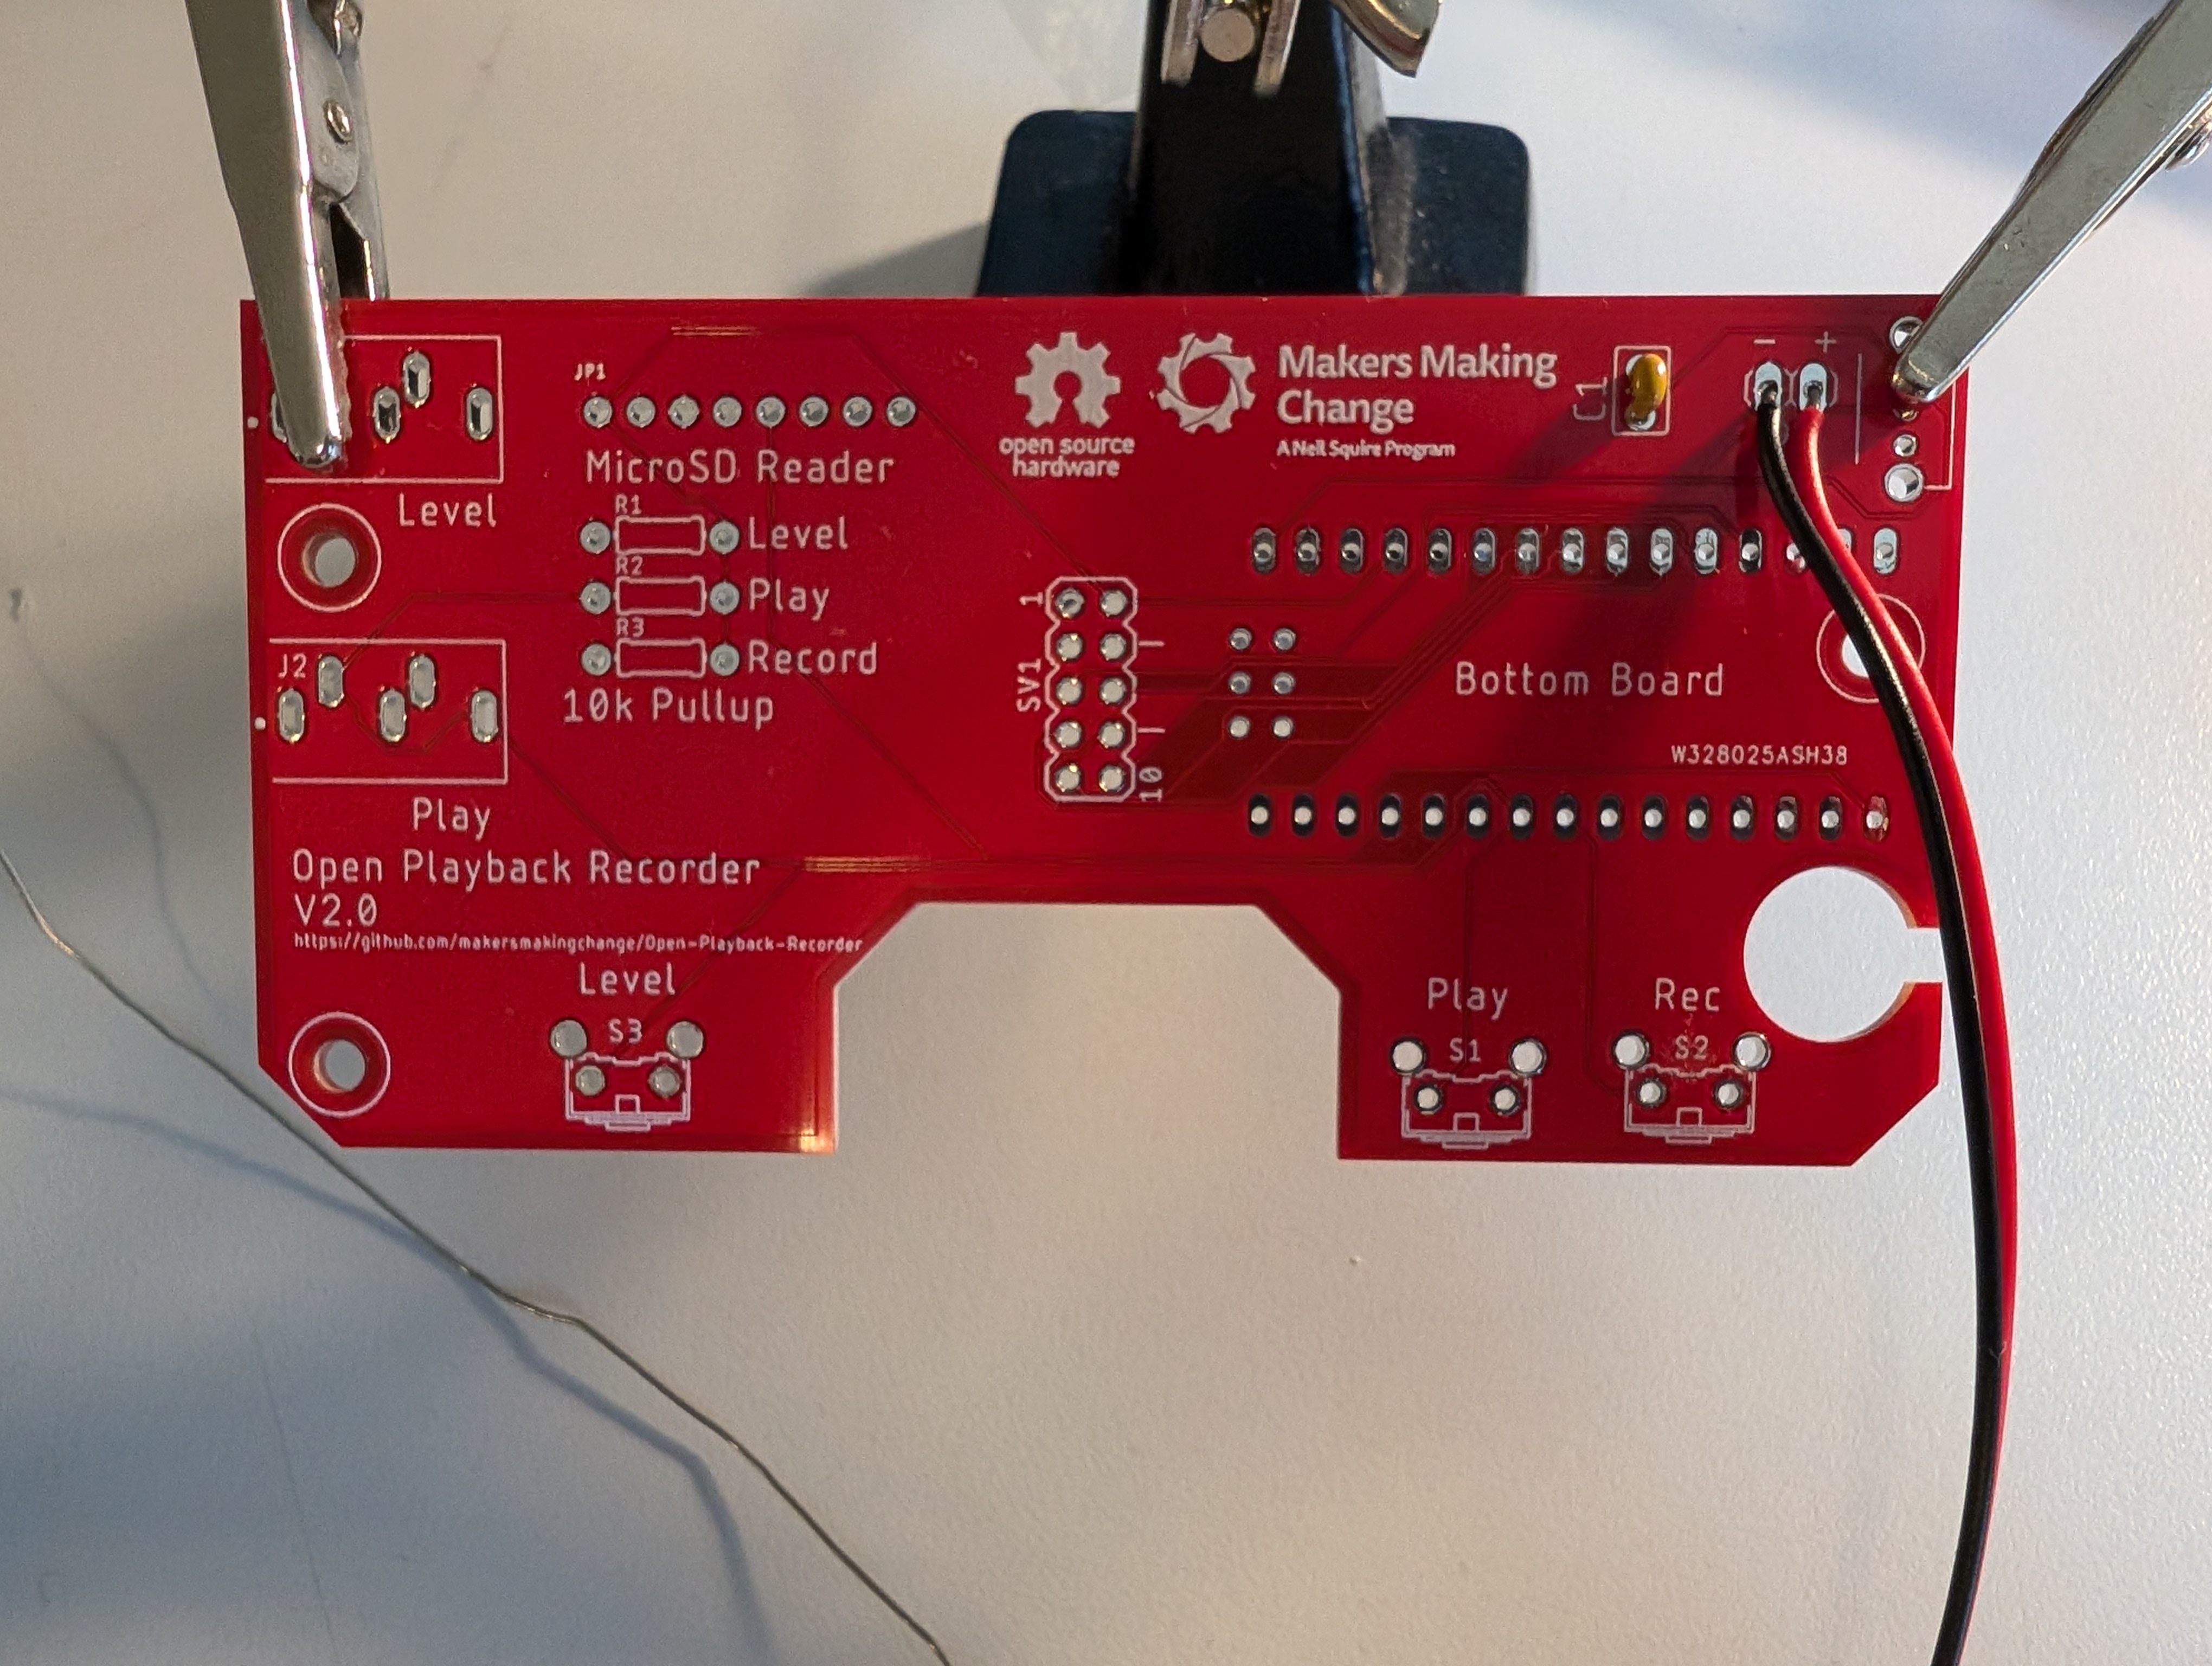 JP1
MicroSD Reader
open source
hardware
Makers Making
Change
A Neil Squire Program
C1
− +
Level
R1
Level
R2
Play
R3
Record
10k Pullup
1
SV1
10
Bottom Board
W328025ASH38
J2
Play
Open Playback Recorder
V2.0
https://github.com/makersmakingchange/Open-Playback-Recorder
Level
S3
Play
S1
Rec
S2